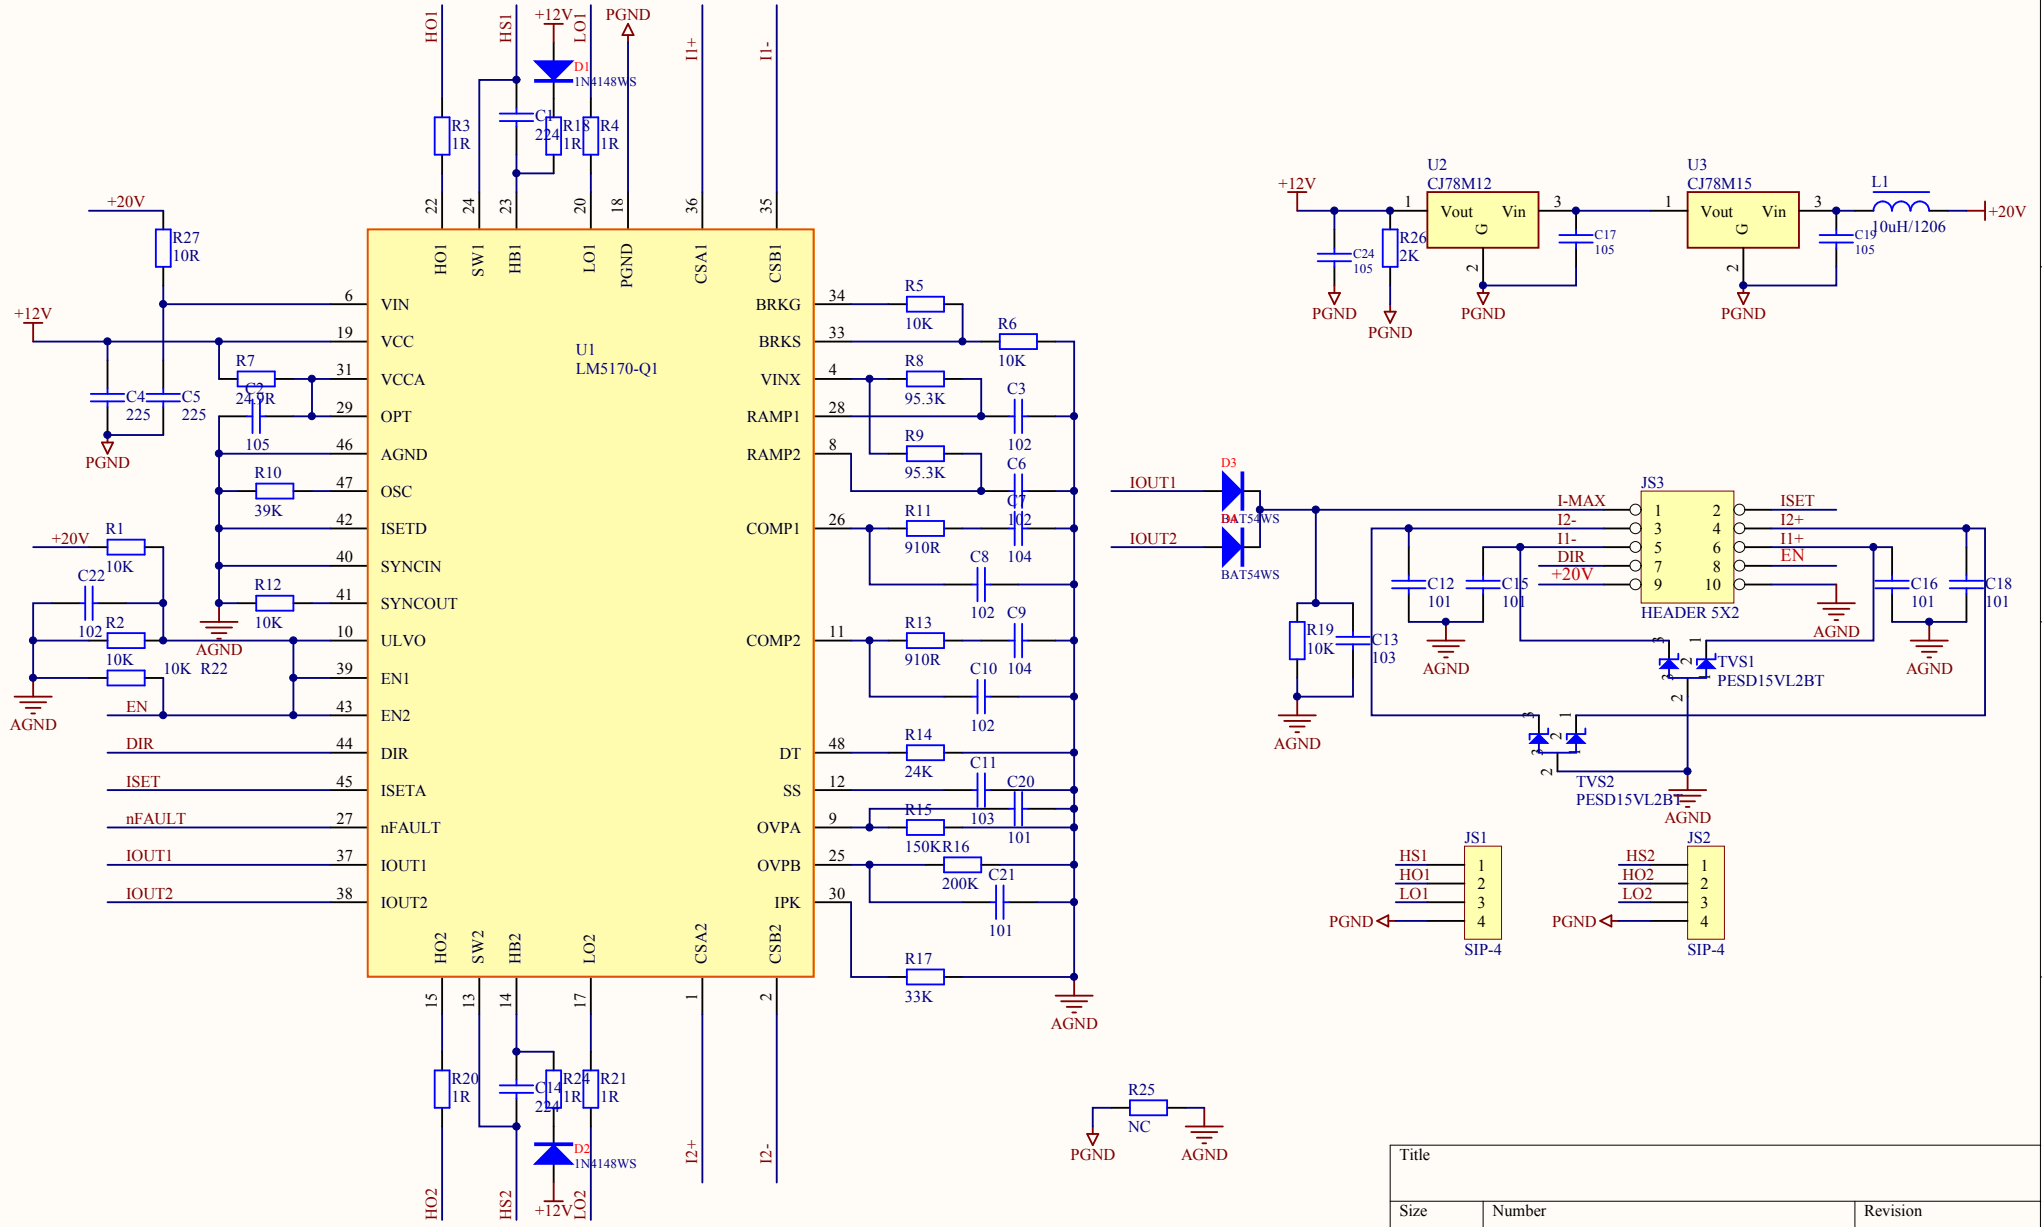 HO1
HS1
+12V
LO1
PGND
I1+
I1-
D1
1N4148WS
R3
1R
C1
224
R18
1R
R4
1R
22
24
23
20
18
36
35
+20V
R27
10R
+12V
C4
225
C5
225
PGND
R7
24.9R
C2
105
R10
39K
R12
10K
AGND
+20V
R1
10K
C22
102
R2
10K
10K R22
AGND
EN
DIR
ISET
nFAULT
IOUT1
IOUT2
6
19
31
29
46
47
42
40
41
10
39
43
44
45
27
37
38
HO1
SW1
HB1
LO1
PGND
CSA1
CSB1
U1
LM5170-Q1
VIN
VCC
VCCA
OPT
AGND
OSC
ISETD
SYNCIN
SYNCOUT
ULVO
EN1
EN2
DIR
ISETA
nFAULT
IOUT1
IOUT2
BRKG
BRKS
VINX
RAMP1
RAMP2
COMP1
COMP2
DT
SS
OVPA
OVPB
IPK
HO2
SW2
HB2
LO2
CSA2
CSB2
34
33
4
28
8
26
11
48
12
9
25
30
R5
10K
R6
10K
R8
95.3K
C3
102
R9
95.3K
C6
102
C7
104
R11
910R
C8
102
R13
910R
C9
104
C10
102
R14
24K
C11
103
C20
101
R15
150K
R16
200K
C21
101
R17
33K
AGND
15
13
14
17
1
2
R20
1R
C14
224
R24
1R
R21
1R
D2
1N4148WS
HO2
HS2
+12V
LO2
I2+
I2-
+12V
C24
105
PGND
R26
2K
PGND
U2
CJ78M12
1
Vout
Vin
G
3
2
PGND
C17
105
U3
CJ78M15
1
Vout
Vin
G
3
2
PGND
C19
105
L1
10uH/1206
+20V
IOUT1
D3
BAT54WS
IOUT2
BAT54WS
R19
10K
C13
103
AGND
JS3
I-MAX
I2-
I1-
DIR
+20V
1 2
3 4
5 6
7 8
9 10
HEADER 5X2
ISET
I2+
I1+
EN
AGND
C12
101
C15
101
AGND
C16
101
C18
101
AGND
3
2
1
3
1
TVS1
PESD15VL2BT
2
3
2
1
3
1
2
TVS2
PESD15VL2BT
AGND
JS1
HS1
HO1
LO1
PGND
1
2
3
4
SIP-4
JS2
HS2
HO2
LO2
PGND
1
2
3
4
SIP-4
R25
NC
PGND
AGND
Title
Size
Number
Revision